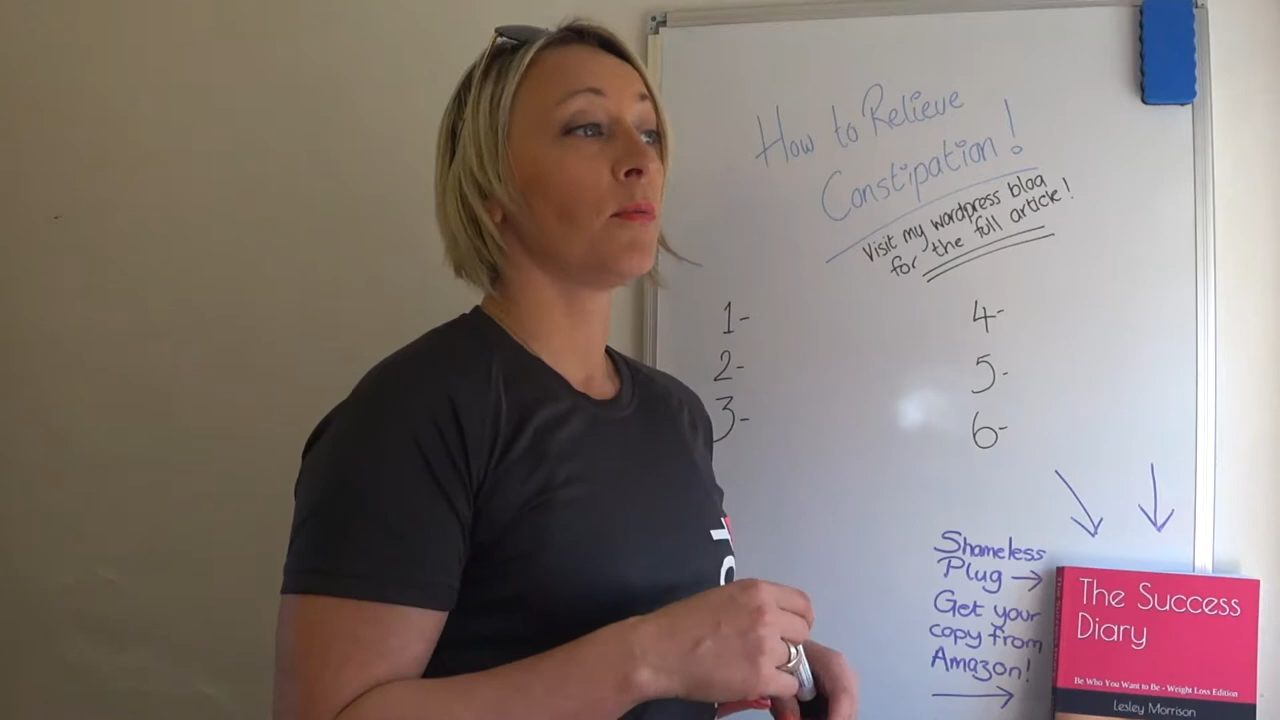 How to Relieve
Constipation!
Visit my wordpress blog
for the full article!
1-
2-
3-
4-
5-
6-
Shameless
Plug →
Get your
copy from
Amazon!
The Success
Diary
Be Who You Want to Be - Weight Loss Edition
Lesley Morrison